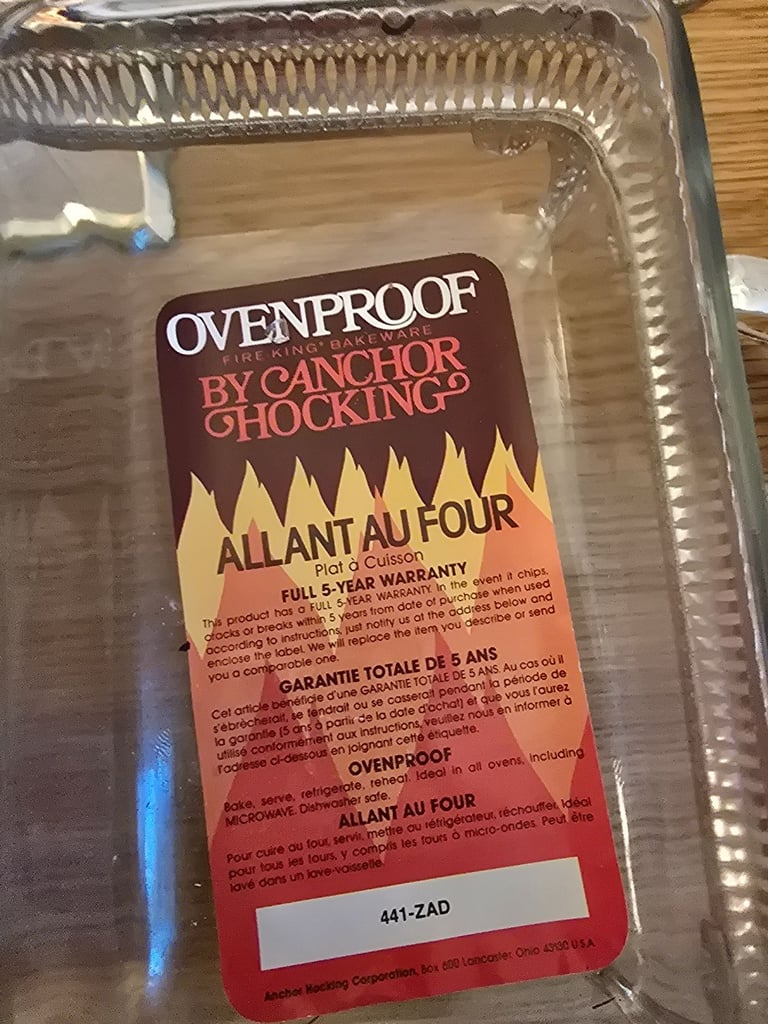 OVENPROOF
FIRE KING® BAKEWARE
BY ANCHOR
HOCKING
ALLANT AU FOUR
Plat à Cuisson
FULL 5-YEAR WARRANTY
This product has a FULL 5-YEAR WARRANTY. In the event it chips,
cracks or breaks within 5 years from date of purchase when used
according to instructions, just notify us at the address below and
enclose the label. We will replace the item you describe or send
you a comparable one.
GARANTIE TOTALE DE 5 ANS
Cet article bénéficie d'une GARANTIE TOTALE DE 5 ANS. Au cas où il
s'ébrècherait, se fendrait ou se casserait pendant la période de
la garantie (5 ans à partir de la date d'achat) et que vous l'aurez
utilisé conformément aux instructions, veuillez nous en informer à
l'adresse ci-dessous en joignant cette étiquette.
OVENPROOF
Bake, serve, refrigerate, reheat. Ideal in all ovens, including
MICROWAVE. Dishwasher safe.
ALLANT AU FOUR
Pour cuire au four, servir, mettre au réfrigérateur, réchauffer. Idéal
pour tous les fours, y compris les fours à micro-ondes. Peut être
lavé dans un lave-vaisselle.
441-ZAD
Anchor Hocking Corporation, Box 600 Lancaster, Ohio 43130 U.S.A.